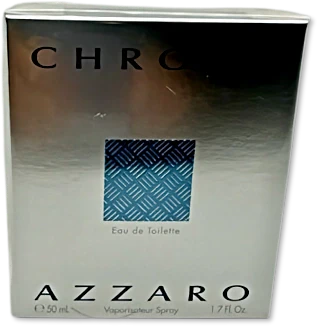 CHRO
Eau de Toilette
℮ 50 mL Vaporisateur Spray 1.7 Fl. Oz.
AZZARO